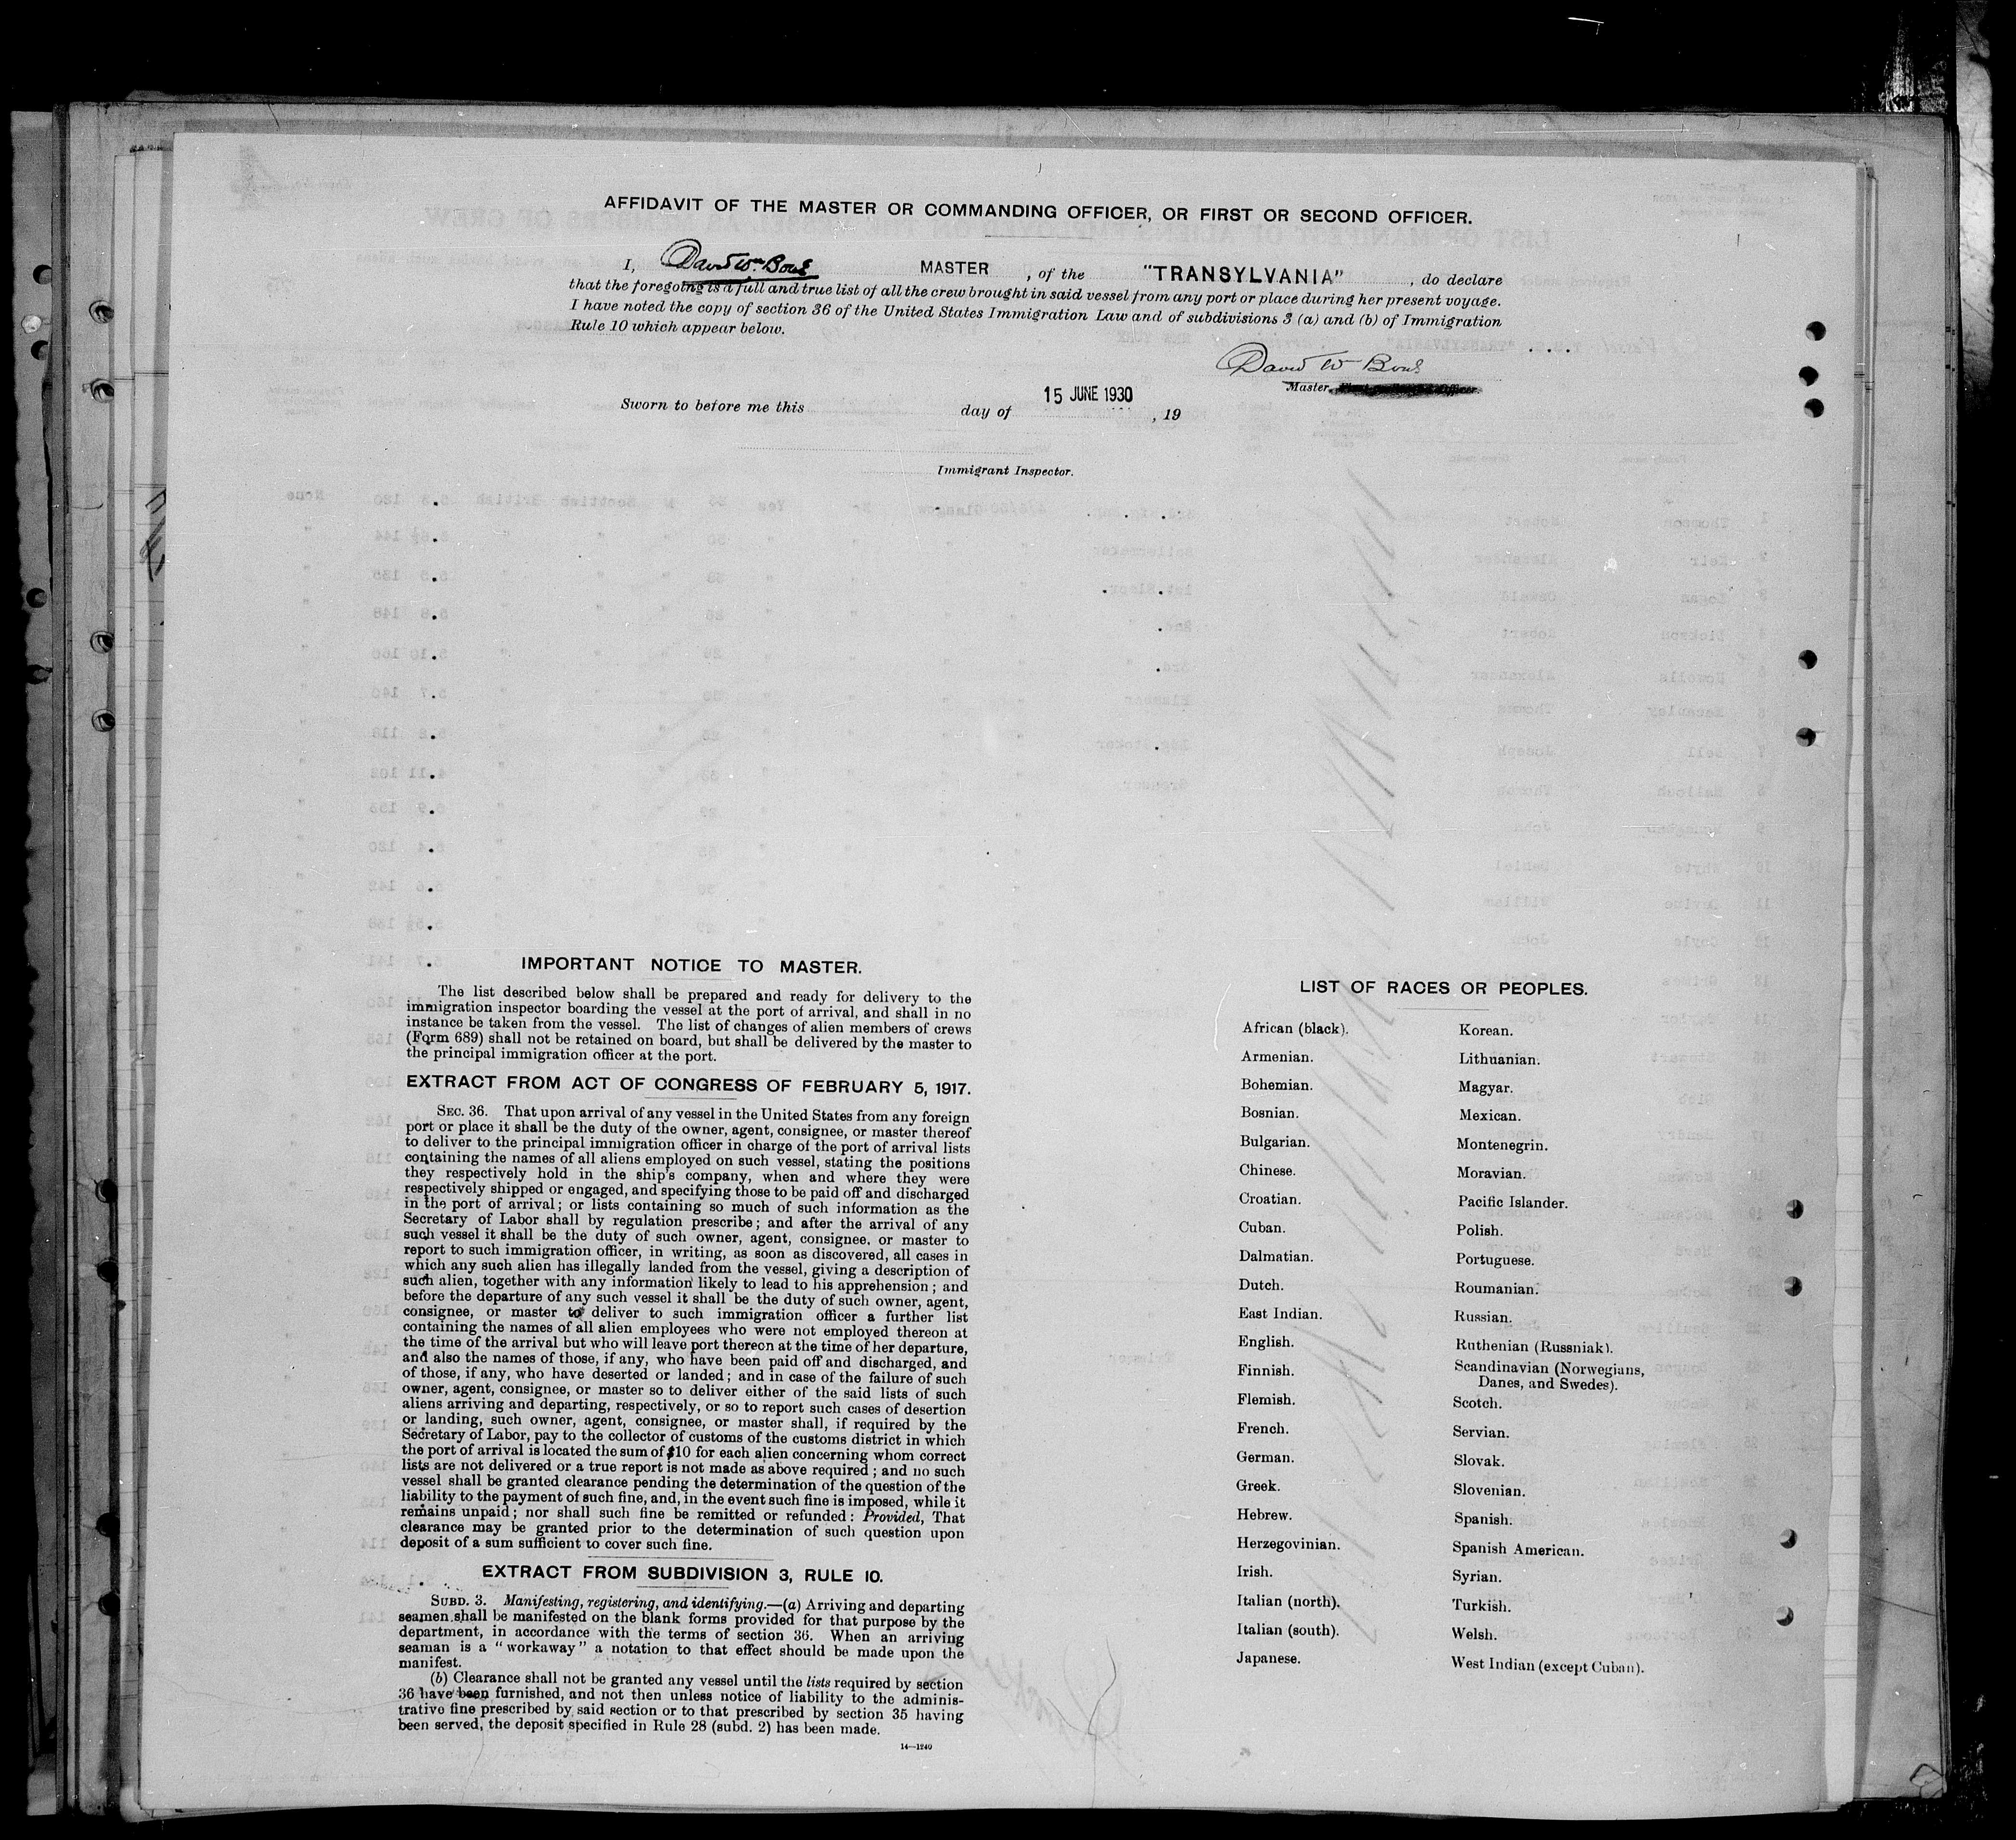 AFFIDAVIT OF THE MASTER OR COMMANDING OFFICER, OR FIRST OR SECOND OFFICER.
I, David Wm. Bone MASTER, of the "TRANSYLVANIA", do declare
that the foregoing is a full and true list of all the crew brought in said vessel from any port or place during her present voyage.
I have noted the copy of section 36 of the United States Immigration Law and of subdivisions 3 (a) and (b) of Immigration
Rule 10 which appear below.
David W Bone
Master,
Sworn to before me this day of 15 JUNE 1930, 19
Immigrant Inspector.
IMPORTANT NOTICE TO MASTER.
The list described below shall be prepared and ready for delivery to the
immigration inspector boarding the vessel at the port of arrival, and shall in no
instance be taken from the vessel. The list of changes of alien members of crews
(Form 689) shall not be retained on board, but shall be delivered by the master to
the principal immigration officer at the port.
EXTRACT FROM ACT OF CONGRESS OF FEBRUARY 5, 1917.
SEC. 36. That upon arrival of any vessel in the United States from any foreign
port or place it shall be the duty of the owner, agent, consignee, or master thereof
to deliver to the principal immigration officer in charge of the port of arrival lists
containing the names of all aliens employed on such vessel, stating the positions
they respectively hold in the ship's company, when and where they were
respectively shipped or engaged, and specifying those to be paid off and discharged
in the port of arrival; or lists containing so much of such information as the
Secretary of Labor shall by regulation prescribe; and after the arrival of any
such vessel it shall be the duty of such owner, agent, consignee, or master to
report to such immigration officer, in writing, as soon as discovered, all cases in
which any such alien has illegally landed from the vessel, giving a description of
such alien, together with any information likely to lead to his apprehension; and
before the departure of any such vessel it shall be the duty of such owner, agent,
consignee, or master to deliver to such immigration officer a further list
containing the names of all alien employees who were not employed thereon at
the time of the arrival but who will leave port thereon at the time of her departure,
and also the names of those, if any, who have been paid off and discharged, and
of those, if any, who have deserted or landed; and in case of the failure of such
owner, agent, consignee, or master so to deliver either of the said lists of such
aliens arriving and departing, respectively, or so to report such cases of desertion
or landing, such owner, agent, consignee, or master shall, if required by the
Secretary of Labor, pay to the collector of customs of the customs district in which
the port of arrival is located the sum of $10 for each alien concerning whom correct
lists are not delivered or a true report is not made as above required; and no such
vessel shall be granted clearance pending the determination of the question of the
liability to the payment of such fine, and, in the event such fine is imposed, while it
remains unpaid; nor shall such fine be remitted or refunded: Provided, That
clearance may be granted prior to the determination of such question upon
deposit of a sum sufficient to cover such fine.
EXTRACT FROM SUBDIVISION 3, RULE 10.
SUBD. 3. Manifesting, registering, and identifying.—(a) Arriving and departing
seamen shall be manifested on the blank forms provided for that purpose by the
department, in accordance with the terms of section 36. When an arriving
seaman is a "workaway" a notation to that effect should be made upon the
manifest.
(b) Clearance shall not be granted any vessel until the lists required by section
36 have been furnished, and not then unless notice of liability to the adminis-
trative fine prescribed by said section or to that prescribed by section 35 having
been served, the deposit specified in Rule 28 (subd. 2) has been made.
14—1240
LIST OF RACES OR PEOPLES.
African (black).
Armenian.
Bohemian.
Bosnian.
Bulgarian.
Chinese.
Croatian.
Cuban.
Dalmatian.
Dutch.
East Indian.
English.
Finnish.
Flemish.
French.
German.
Greek.
Hebrew.
Herzegovinian.
Irish.
Italian (north).
Italian (south).
Japanese.
Korean.
Lithuanian.
Magyar.
Mexican.
Montenegrin.
Moravian.
Pacific Islander.
Polish.
Portuguese.
Roumanian.
Russian.
Ruthenian (Russniak).
Scandinavian (Norwegians,
Danes, and Swedes).
Scotch.
Servian.
Slovak.
Slovenian.
Spanish.
Spanish American.
Syrian.
Turkish.
Welsh.
West Indian (except Cuban).